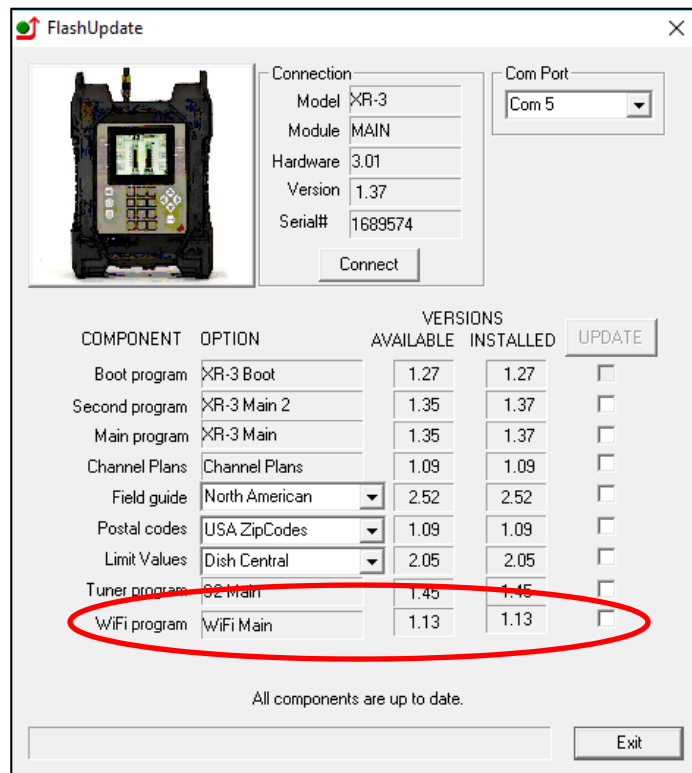 FlashUpdate
Connection
Model XR-3
Module MAIN
Hardware 3.01
Version 1.37
Serial# 1689574
Connect
Com Port
Com 5
VERSIONS
COMPONENT OPTION AVAILABLE INSTALLED UPDATE
Boot program XR-3 Boot 1.27 1.27
Second program XR-3 Main 2 1.35 1.37
Main program XR-3 Main 1.35 1.37
Channel Plans Channel Plans 1.09 1.09
Field guide North American 2.52 2.52
Postal codes USA ZipCodes 1.09 1.09
Limit Values Dish Central 2.05 2.05
Tuner program S2 Main 1.45 1.45
WiFi program WiFi Main 1.13 1.13
All components are up to date.
Exit